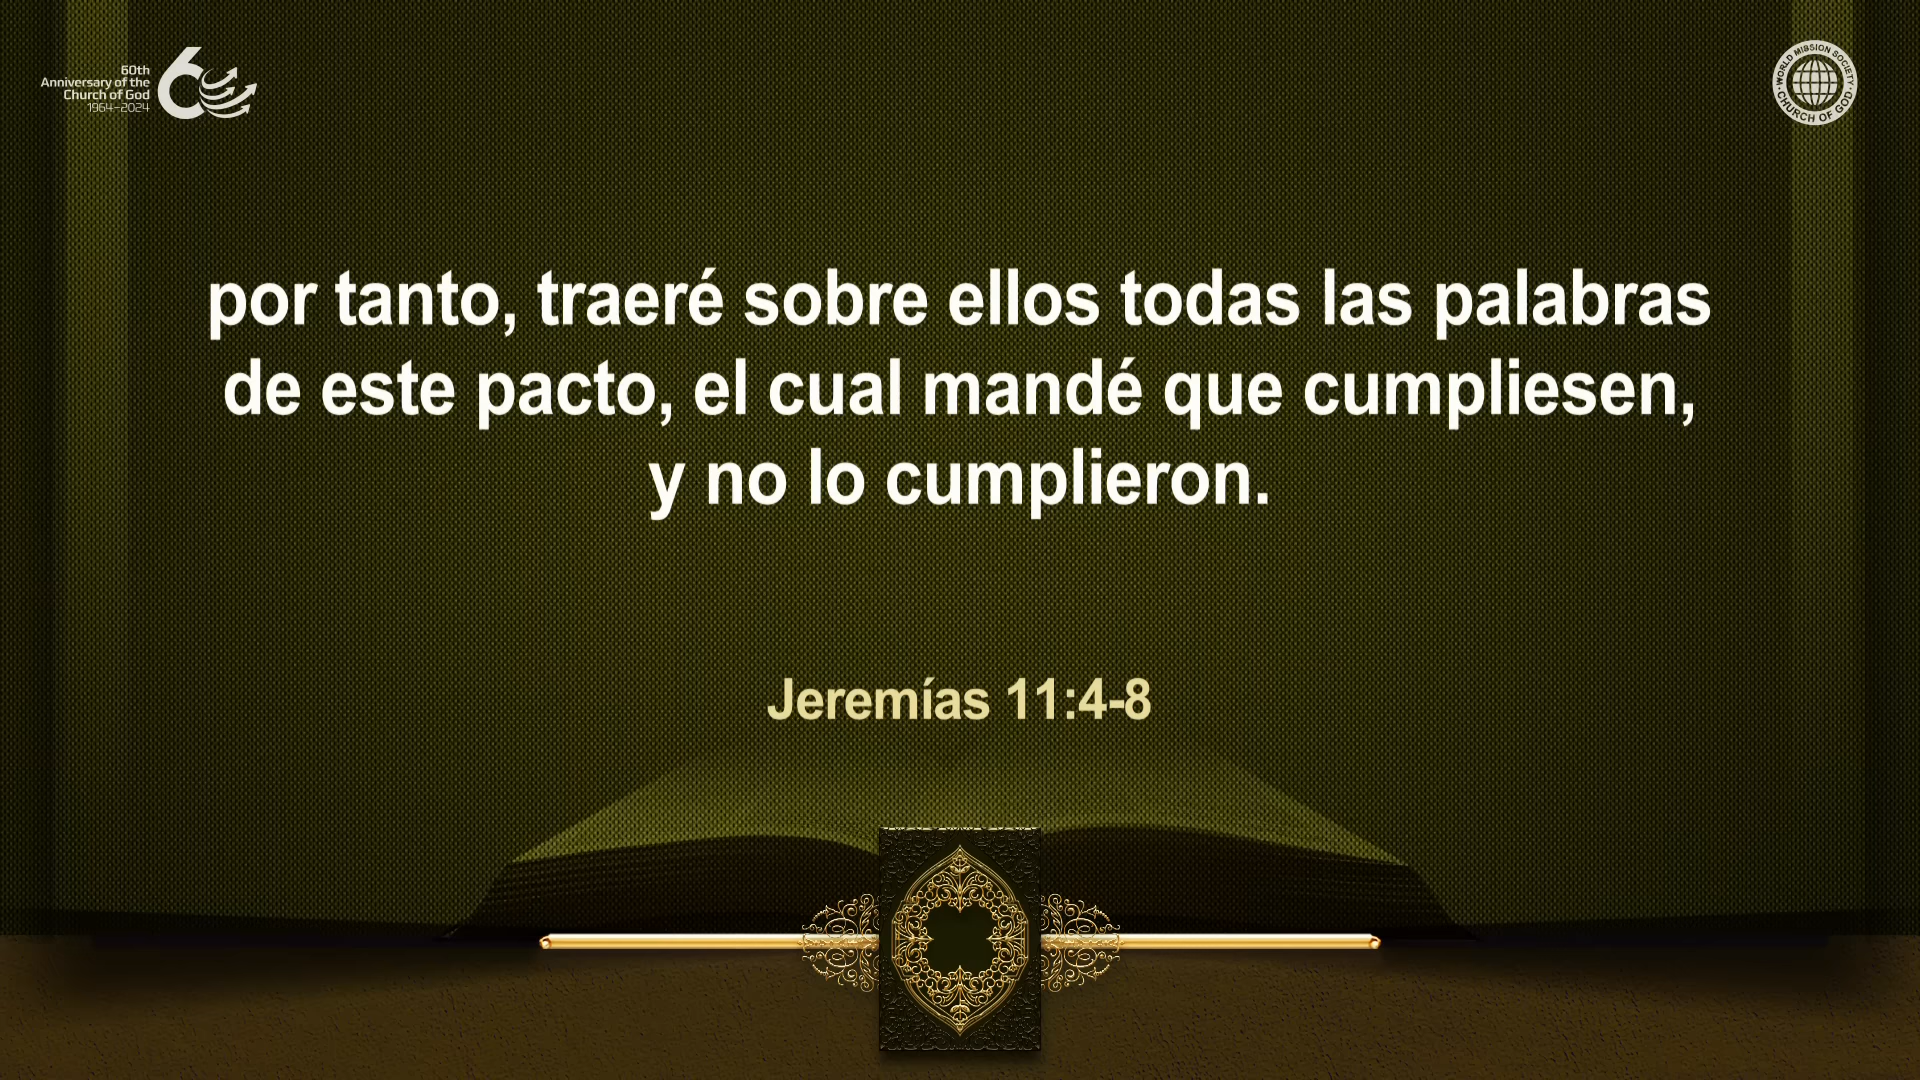 60th
Anniversary of the
Church of God
1964–2024
60
WORLD MISSION SOCIETY
CHURCH OF GOD
por tanto, traeré sobre ellos todas las palabras
de este pacto, el cual mandé que cumpliesen,
y no lo cumplieron.
Jeremías 11:4-8